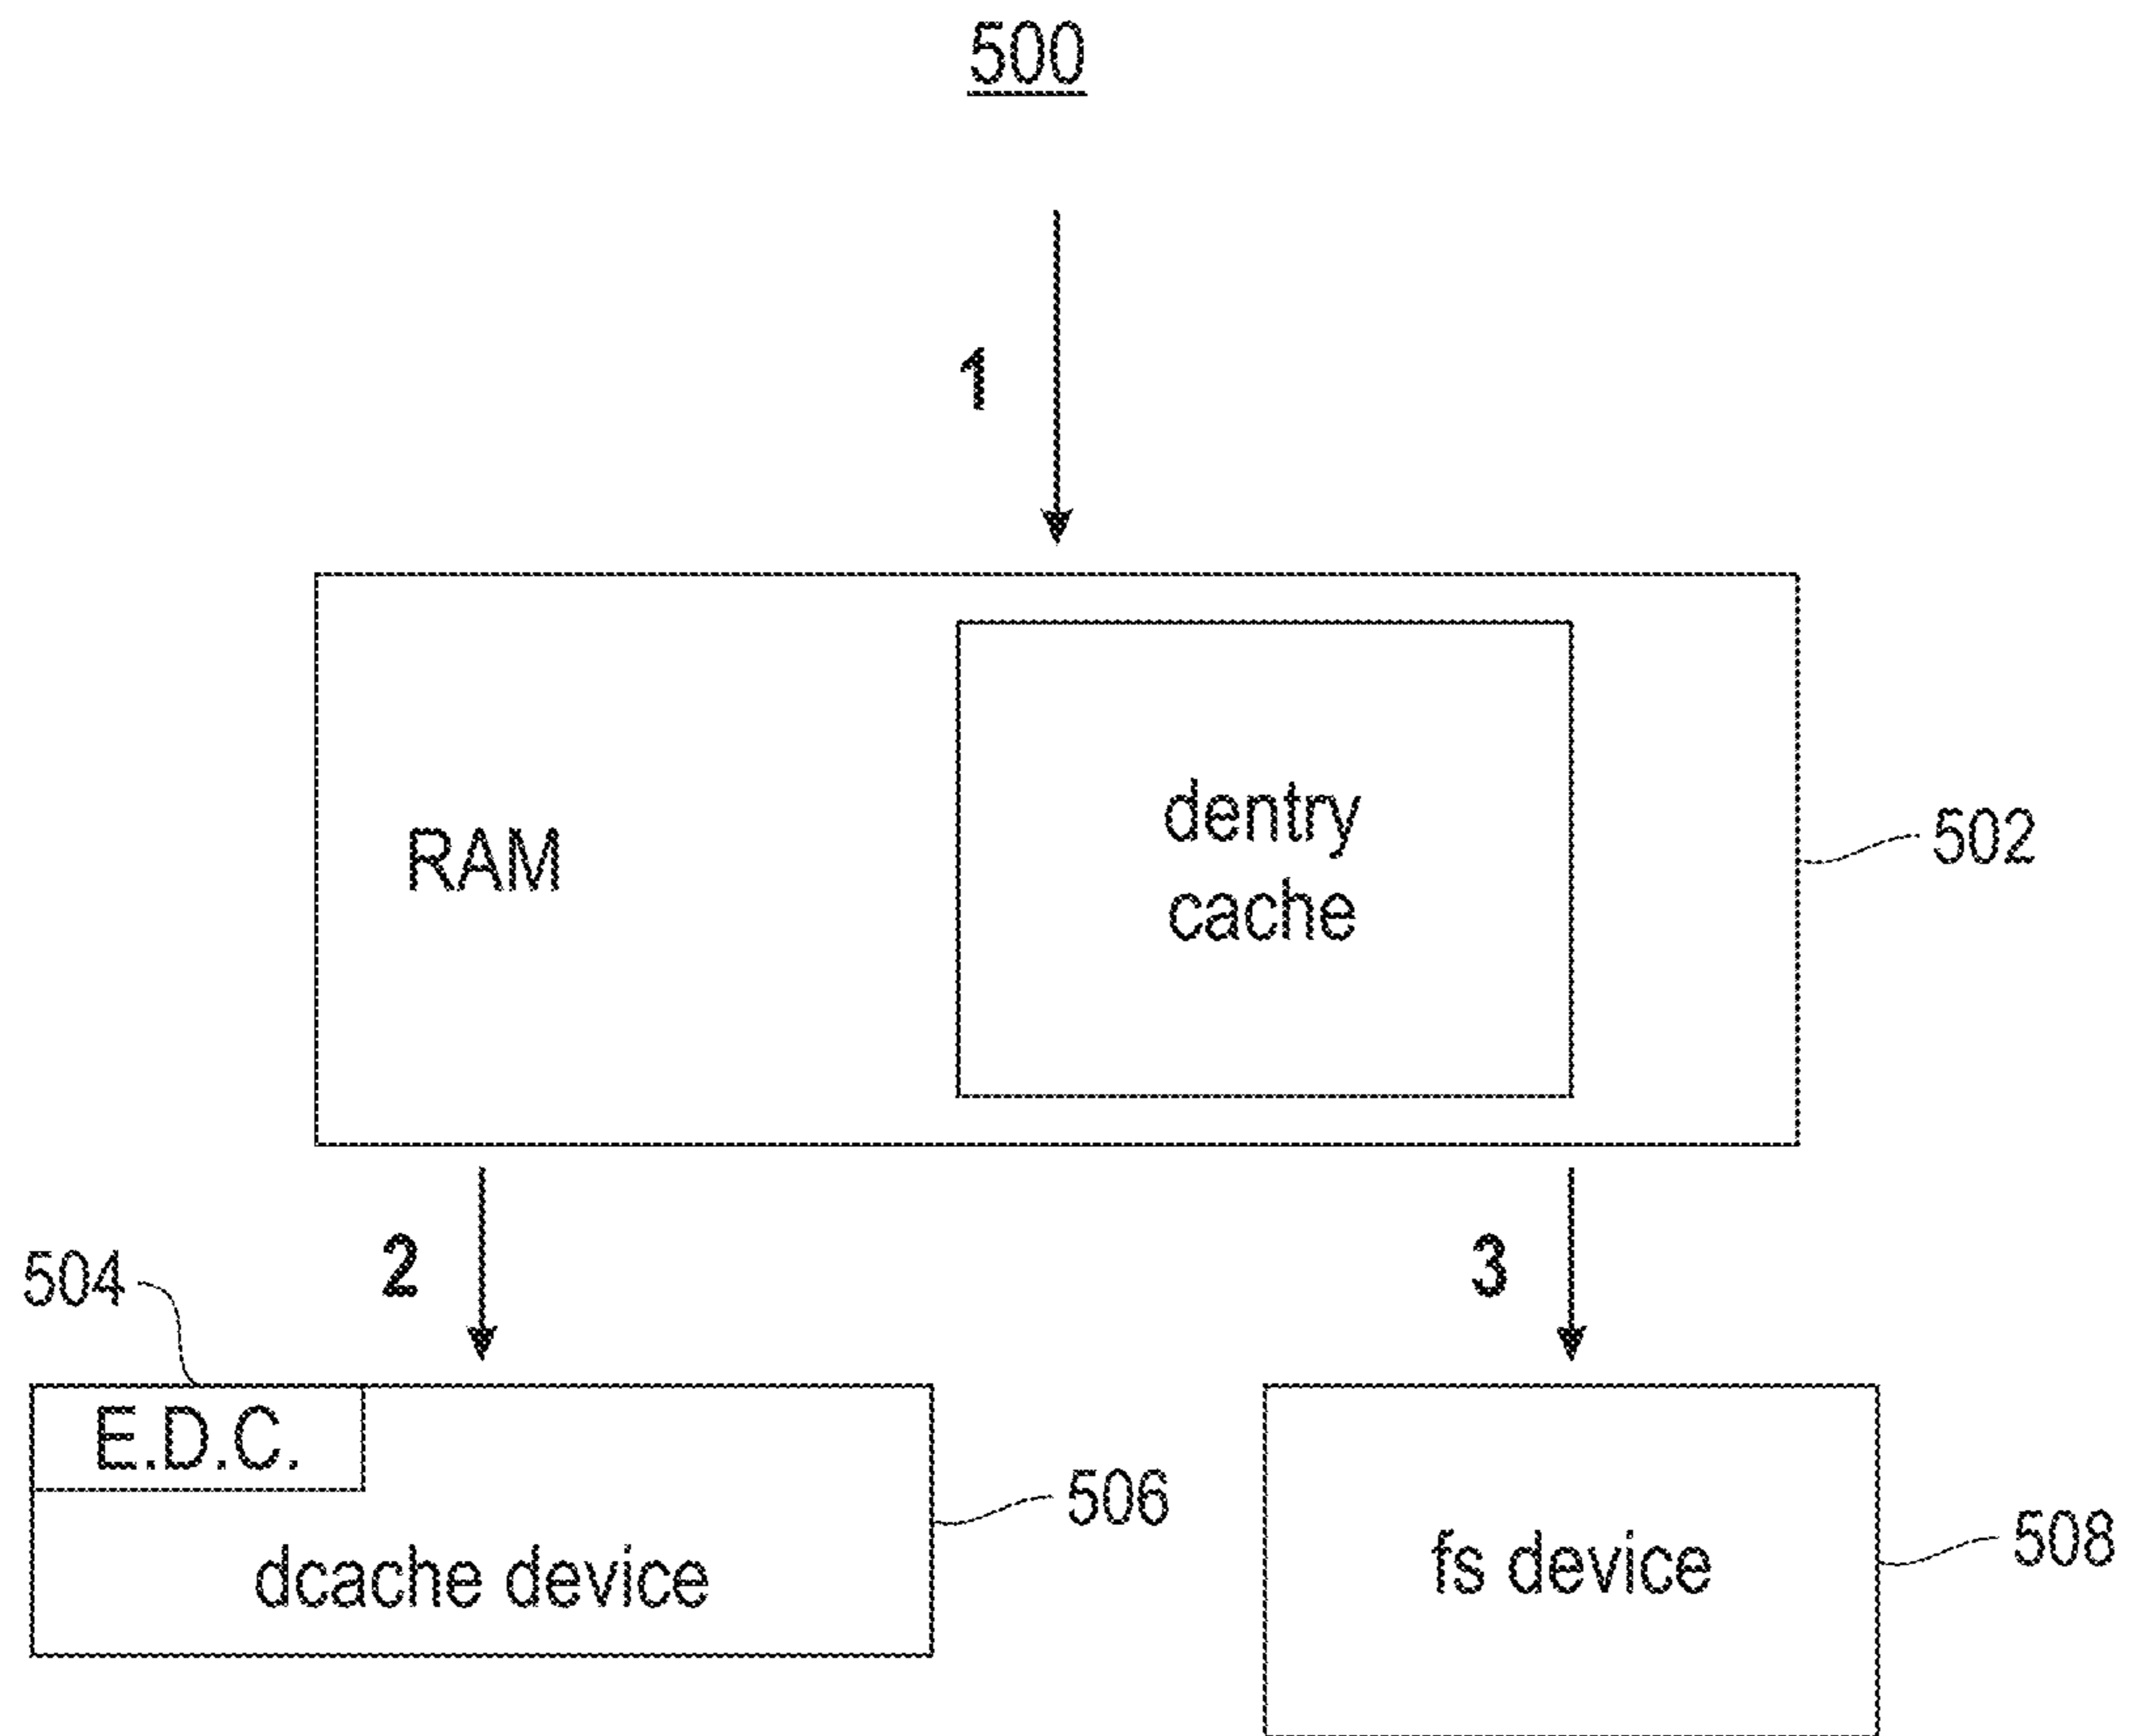 500
1
RAM
dentry
cache
502
2
3
504
E.D.C.
dcache device
506
fs device
508